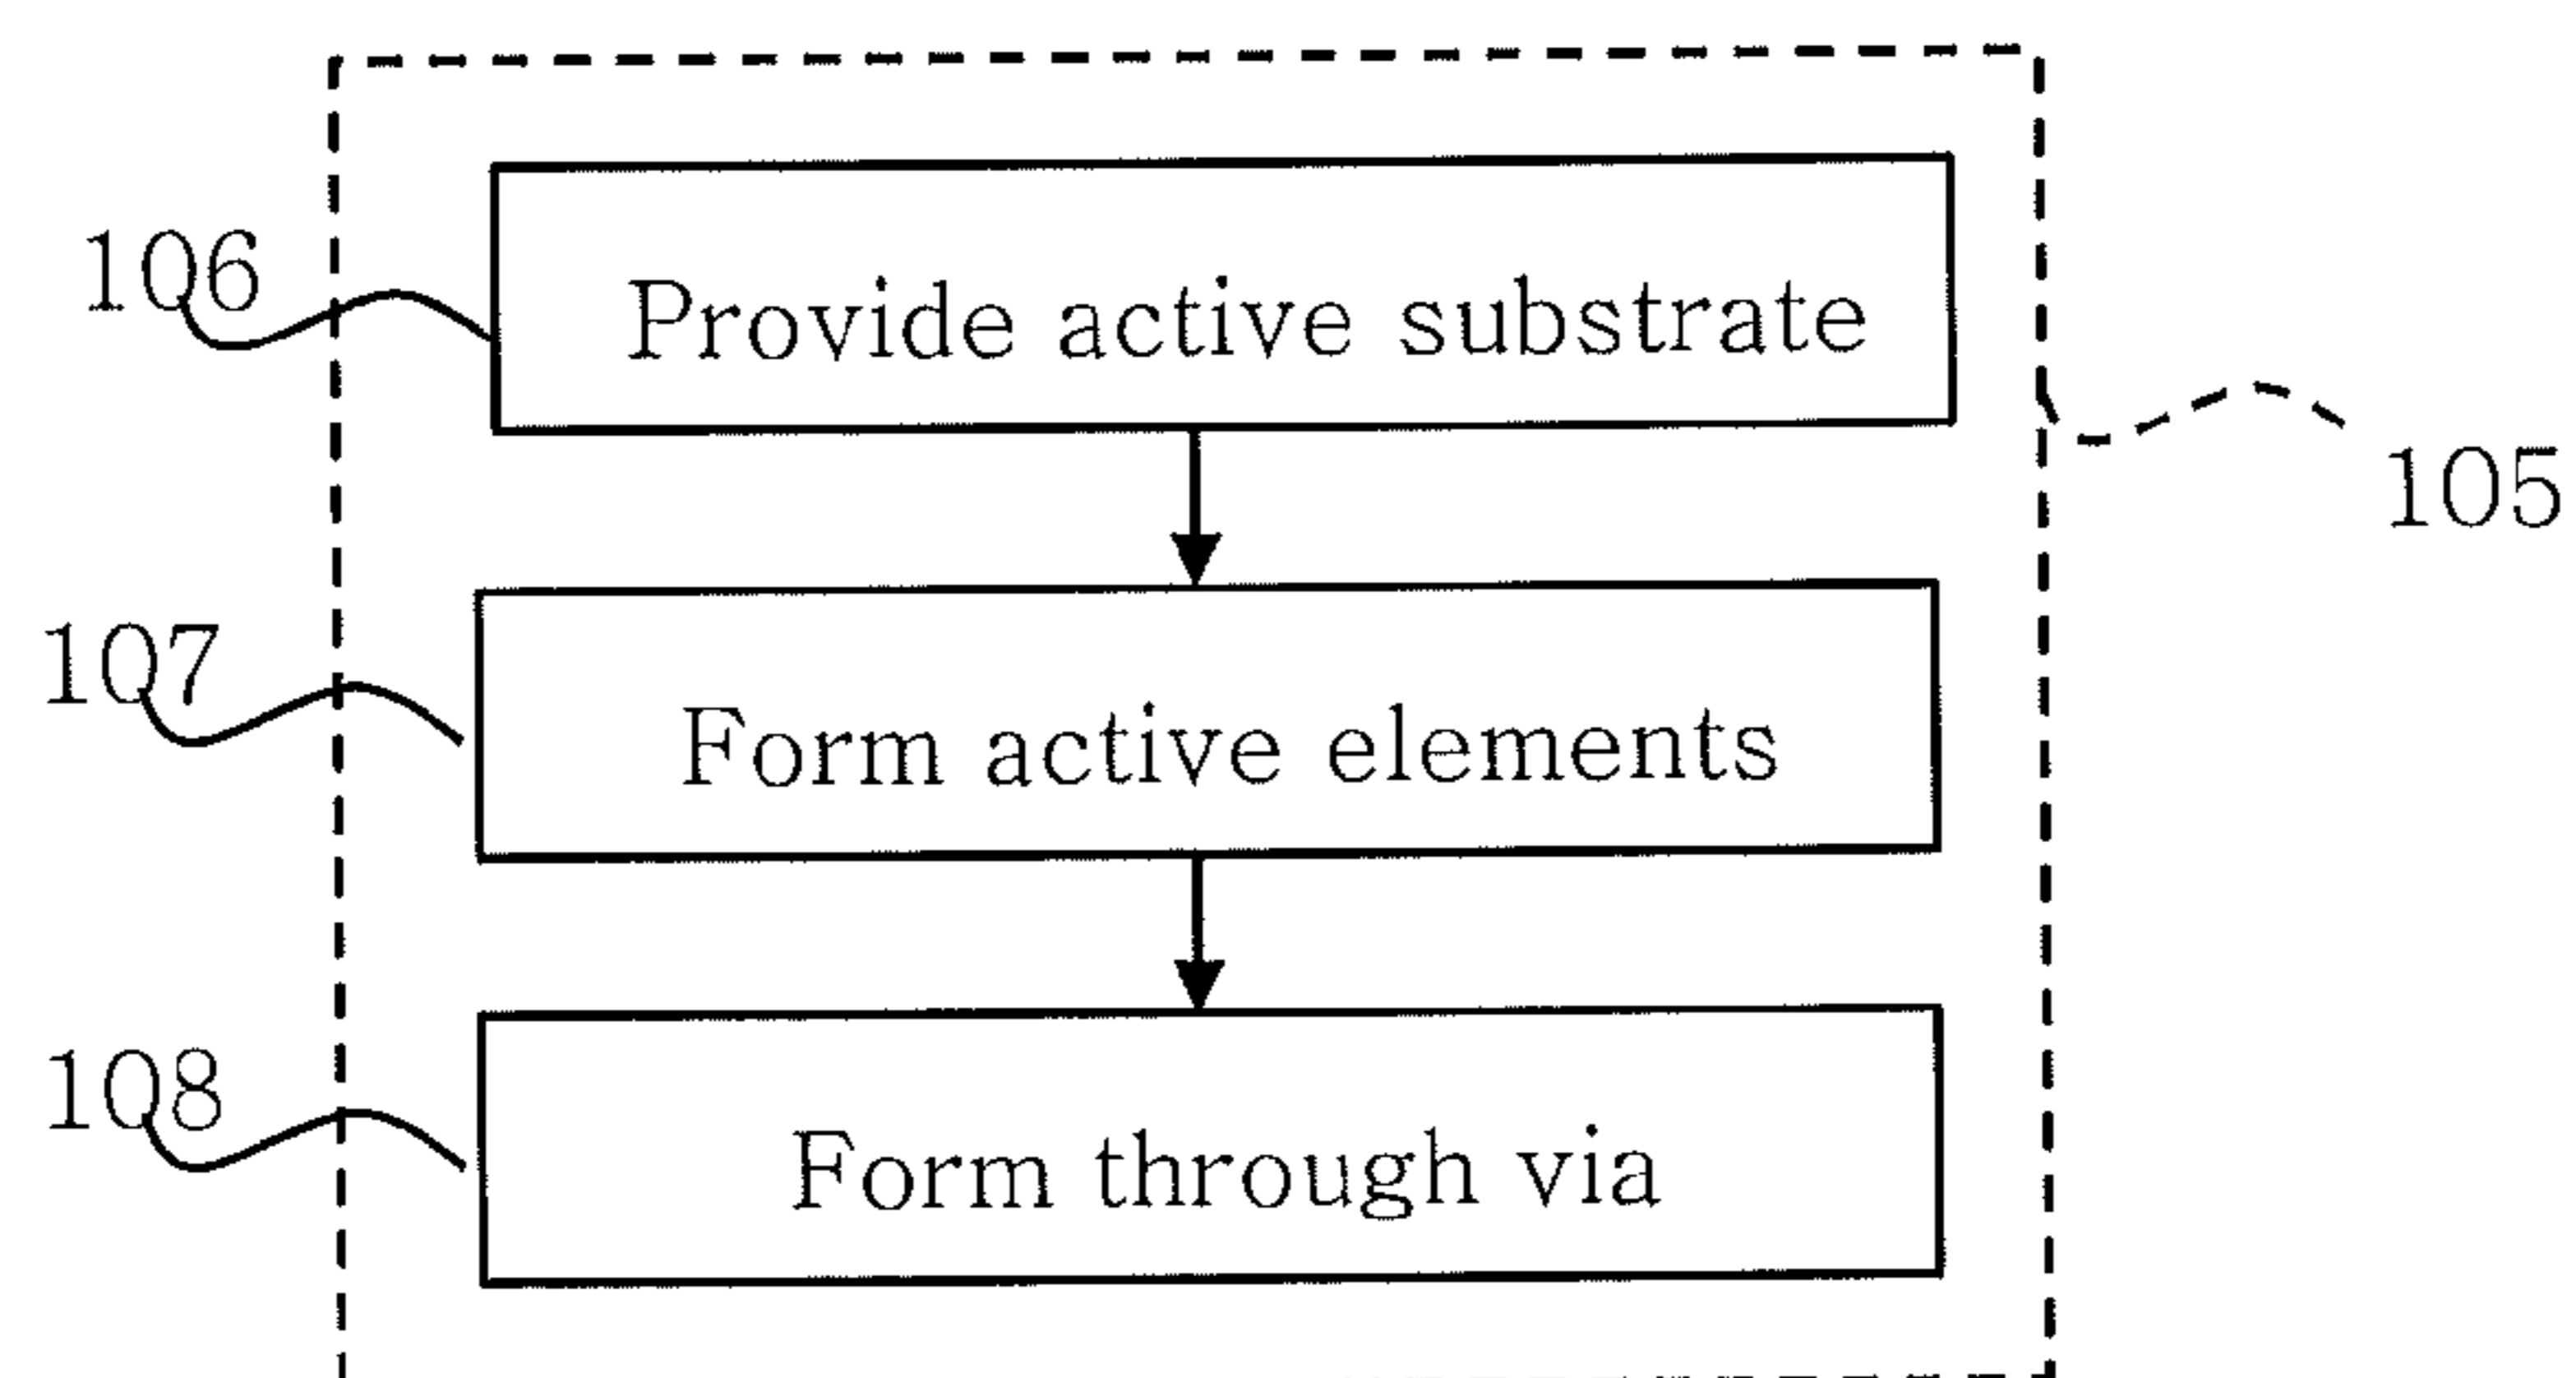 106
Provide active substrate
105
107
Form active elements
108
Form through via